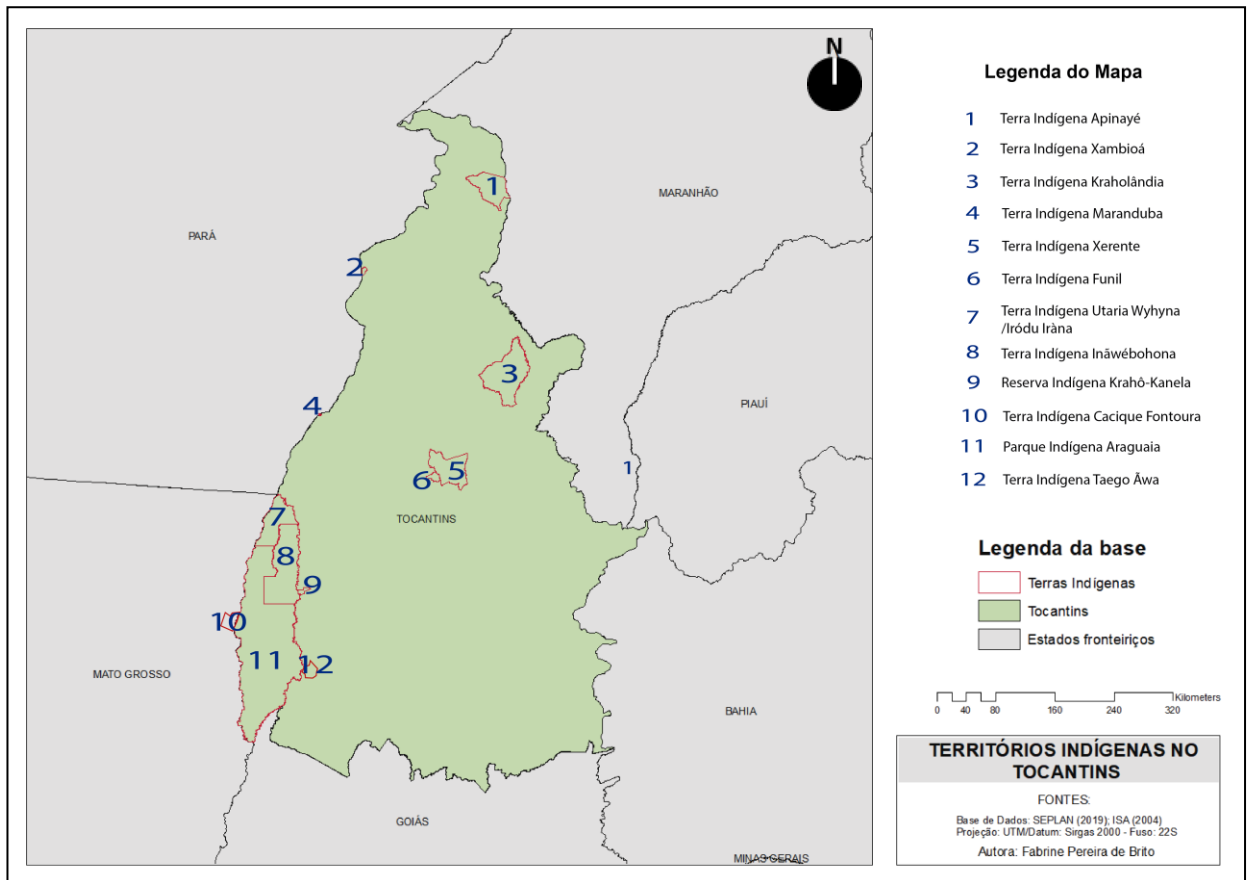 N
MARANHÃO
PARÁ
PIAUÍ
TOCANTINS
MATO GROSSO
BAHIA
GOIÁS
MINAS GERAIS
1
2
3
4
5
6
1
7
8
9
10
11
12
Legenda do Mapa
1 Terra Indígena Apinayé
2 Terra Indígena Xambioá
3 Terra Indígena Kraholândia
4 Terra Indígena Maranduba
5 Terra Indígena Xerente
6 Terra Indígena Funil
7 Terra Indígena Utaria Wyhyna
/Iródu Iràna
8 Terra Indígena Inãwébohona
9 Reserva Indígena Krahô-Kanela
10 Terra Indígena Cacique Fontoura
11 Parque Indígena Araguaia
12 Terra Indígena Taego Ãwa
Legenda da base
Terras Indígenas
Tocantins
Estados fronteiriços
Kilometers
0 40 80 160 240 320
TERRITÓRIOS INDÍGENAS NO
TOCANTINS
FONTES:
Base de Dados: SEPLAN (2019); ISA (2004)
Projeção: UTM/Datum: Sirgas 2000 - Fuso: 22S
Autora: Fabrine Pereira de Brito